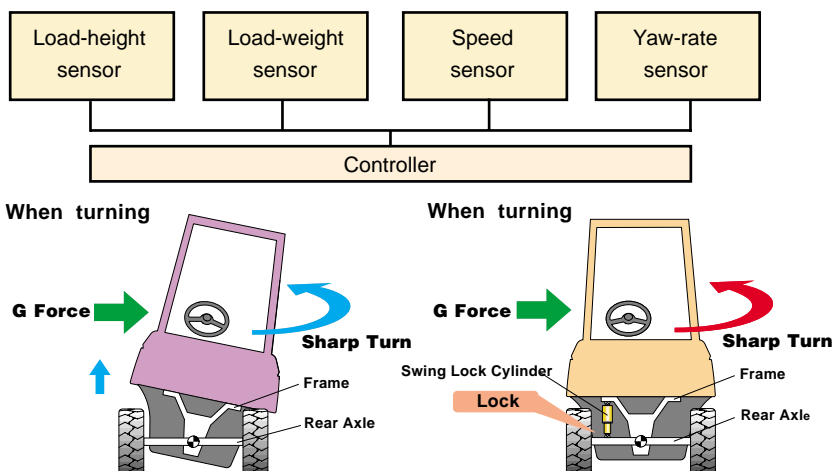 Load-height
sensor
Load-weight
sensor
Speed
sensor
Yaw-rate
sensor
Controller
When turning
G Force
Sharp Turn
Frame
Rear Axle
When turning
G Force
Sharp Turn
Swing Lock Cylinder
Lock
Frame
Rear Axle